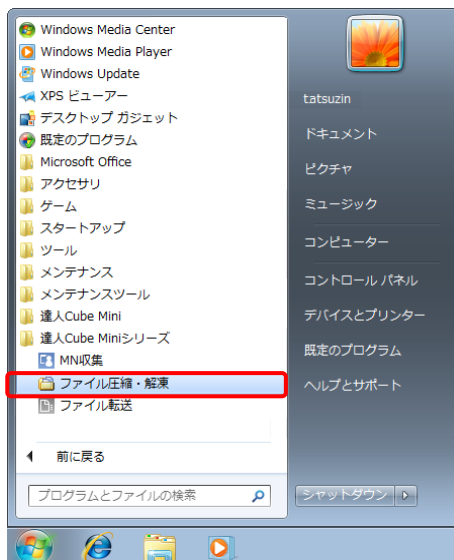 Windows Media Center
Windows Media Player
Windows Update
XPS ビューアー
デスクトップ ガジェット
既定のプログラム
Microsoft Office
アクセサリ
ゲーム
スタートアップ
ツール
メンテナンス
メンテナンスツール
達人Cube Mini
達人Cube Miniシリーズ
MN収集
ファイル圧縮・解凍
ファイル転送
前に戻る
プログラムとファイルの検索
tatsuzin
ドキュメント
ピクチャ
ミュージック
コンピューター
コントロール パネル
デバイスとプリンター
既定のプログラム
ヘルプとサポート
シャットダウン